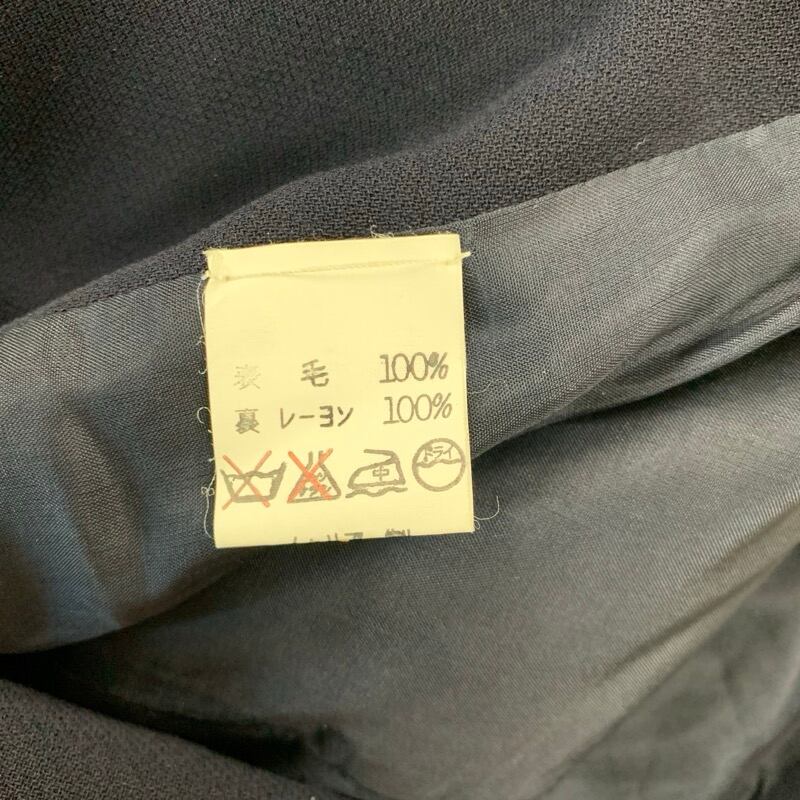 表 毛 100%
裏 レーヨン 100%
中 ドライ